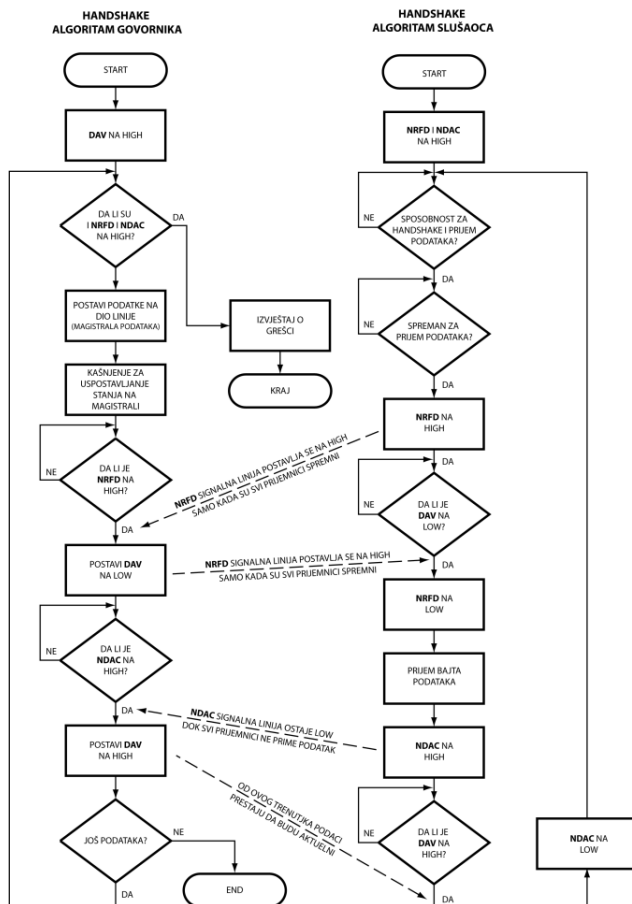 HANDSHAKE
ALGORITAM GOVORNIKA
START
DAV NA HIGH
DA LI SU
I NRFD I NDAC
NA HIGH?
DA
POSTAVI PODATKE NA
DIO LINIJE
(MAGISTRALA PODATAKA)
IZVJEŠTAJ O
GREŠCI
KRAJ
KAŠNJENJE ZA
USPOSTAVLJANJE
STANJA NA
MAGISTRALI
DA LI JE
NRFD NA
HIGH?
NE
DA
POSTAVI DAV
NA LOW
DA LI JE
NDAC NA
HIGH?
NE
DA
POSTAVI DAV
NA HIGH
JOŠ PODATAKA?
NE
END
DA
NRFD SIGNALNA LINIJA POSTAVLJA SE NA HIGH
SAMO KADA SU SVI PRIJEMNICI SPREMNI
NRFD SIGNALNA LINIJA POSTAVLJA SE NA HIGH
SAMO KADA SU SVI PRIJEMNICI SPREMNI
NDAC SIGNALNA LINIJA OSTAJE LOW
DOK SVI PRIJEMNICI NE PRIME PODATAK
OD OVOG TRENUTJKA PODACI
PRESTAJU DA BUDU AKTUELNI
HANDSHAKE
ALGORITAM SLUŠAOCA
START
NRFD I NDAC
NA HIGH
SPOSOBNOST ZA
HANDSHAKE I PRIJEM
PODATAKA?
NE
DA
SPREMAN ZA
PRIJEM PODATAKA?
NE
DA
NRFD NA
HIGH
DA
DA LI JE
DAV NA
LOW?
NE
DA
NRFD NA
LOW
PRIJEM BAJTA
PODATAKA
NDAC NA
HIGH
DA
DA LI JE
DAV NA
HIGH?
NE
DA
NDAC NA
LOW